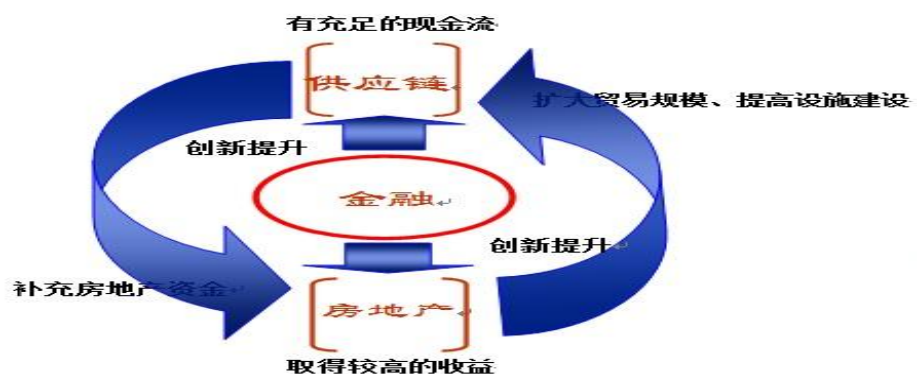 有充足的现金流
供应链
扩大贸易规模、提高设施建设
创新提升
金融
创新提升
补充房地产资金
房地产
取得较高的收益